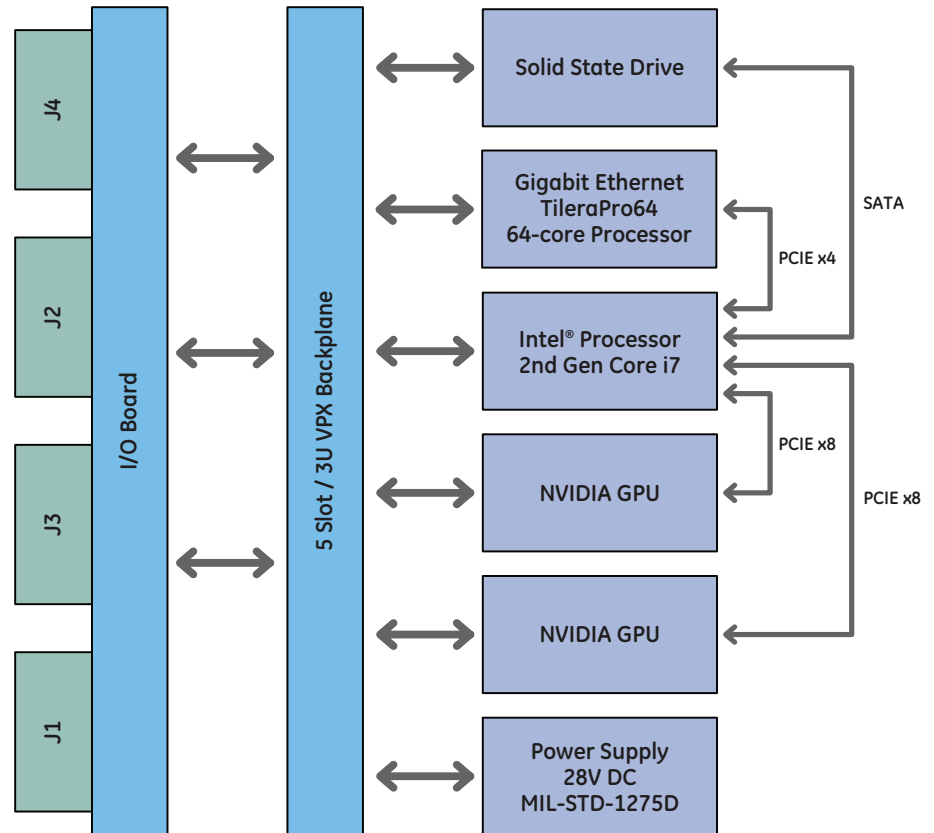 J4
J2
J3
J1
I/O Board
5 Slot / 3U VPX Backplane
Solid State Drive
Gigabit Ethernet
TileraPro64
64-core Processor
Intel® Processor
2nd Gen Core i7
NVIDIA GPU
NVIDIA GPU
Power Supply
28V DC
MIL-STD-1275D
SATA
PCIE x4
PCIE x8
PCIE x8